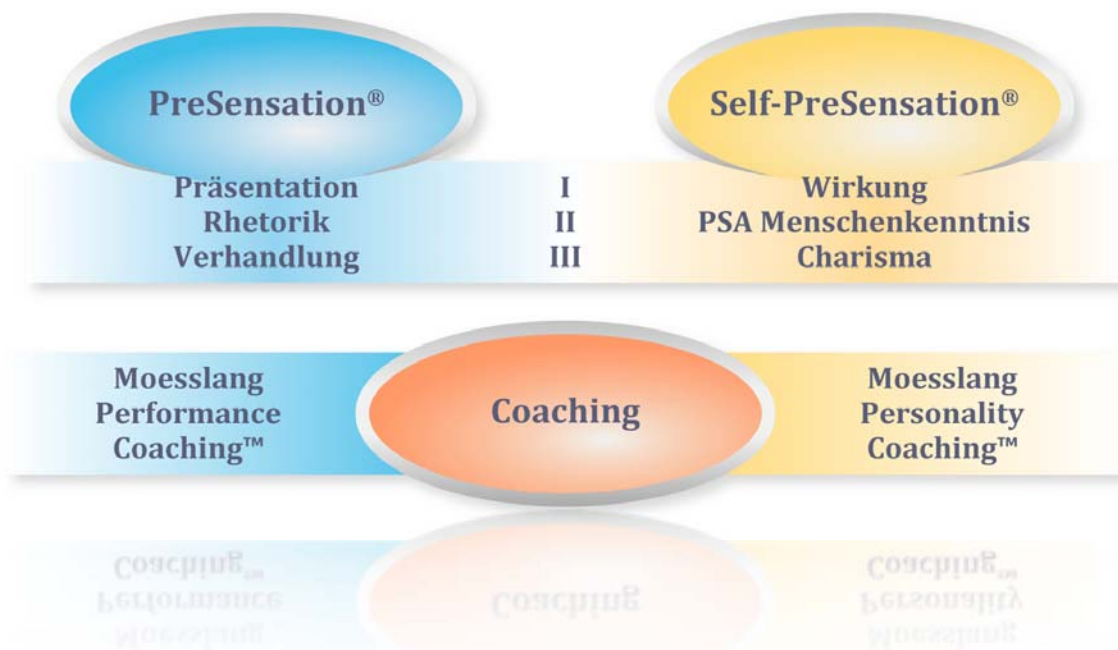 PreSensation®
Self-PreSensation®
Präsentation I Wirkung
Rhetorik II PSA Menschenkenntnis
Verhandlung III Charisma
Moesslang
Performance
Coaching™
Coaching
Moesslang
Personality
Coaching™